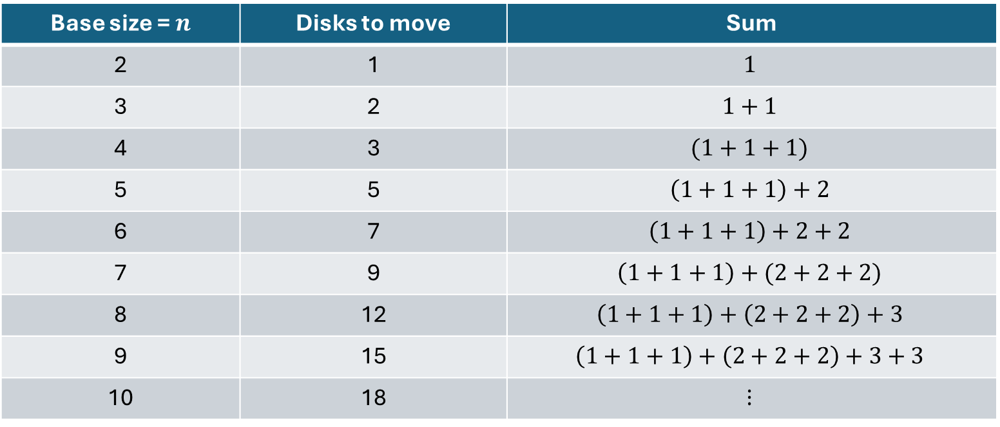 Base size = n Disks to move Sum
2 1 1
3 2 1 + 1
4 3 (1 + 1 + 1)
5 5 (1 + 1 + 1) + 2
6 7 (1 + 1 + 1) + 2 + 2
7 9 (1 + 1 + 1) + (2 + 2 + 2)
8 12 (1 + 1 + 1) + (2 + 2 + 2) + 3
9 15 (1 + 1 + 1) + (2 + 2 + 2) + 3 + 3
10 18 ⋮